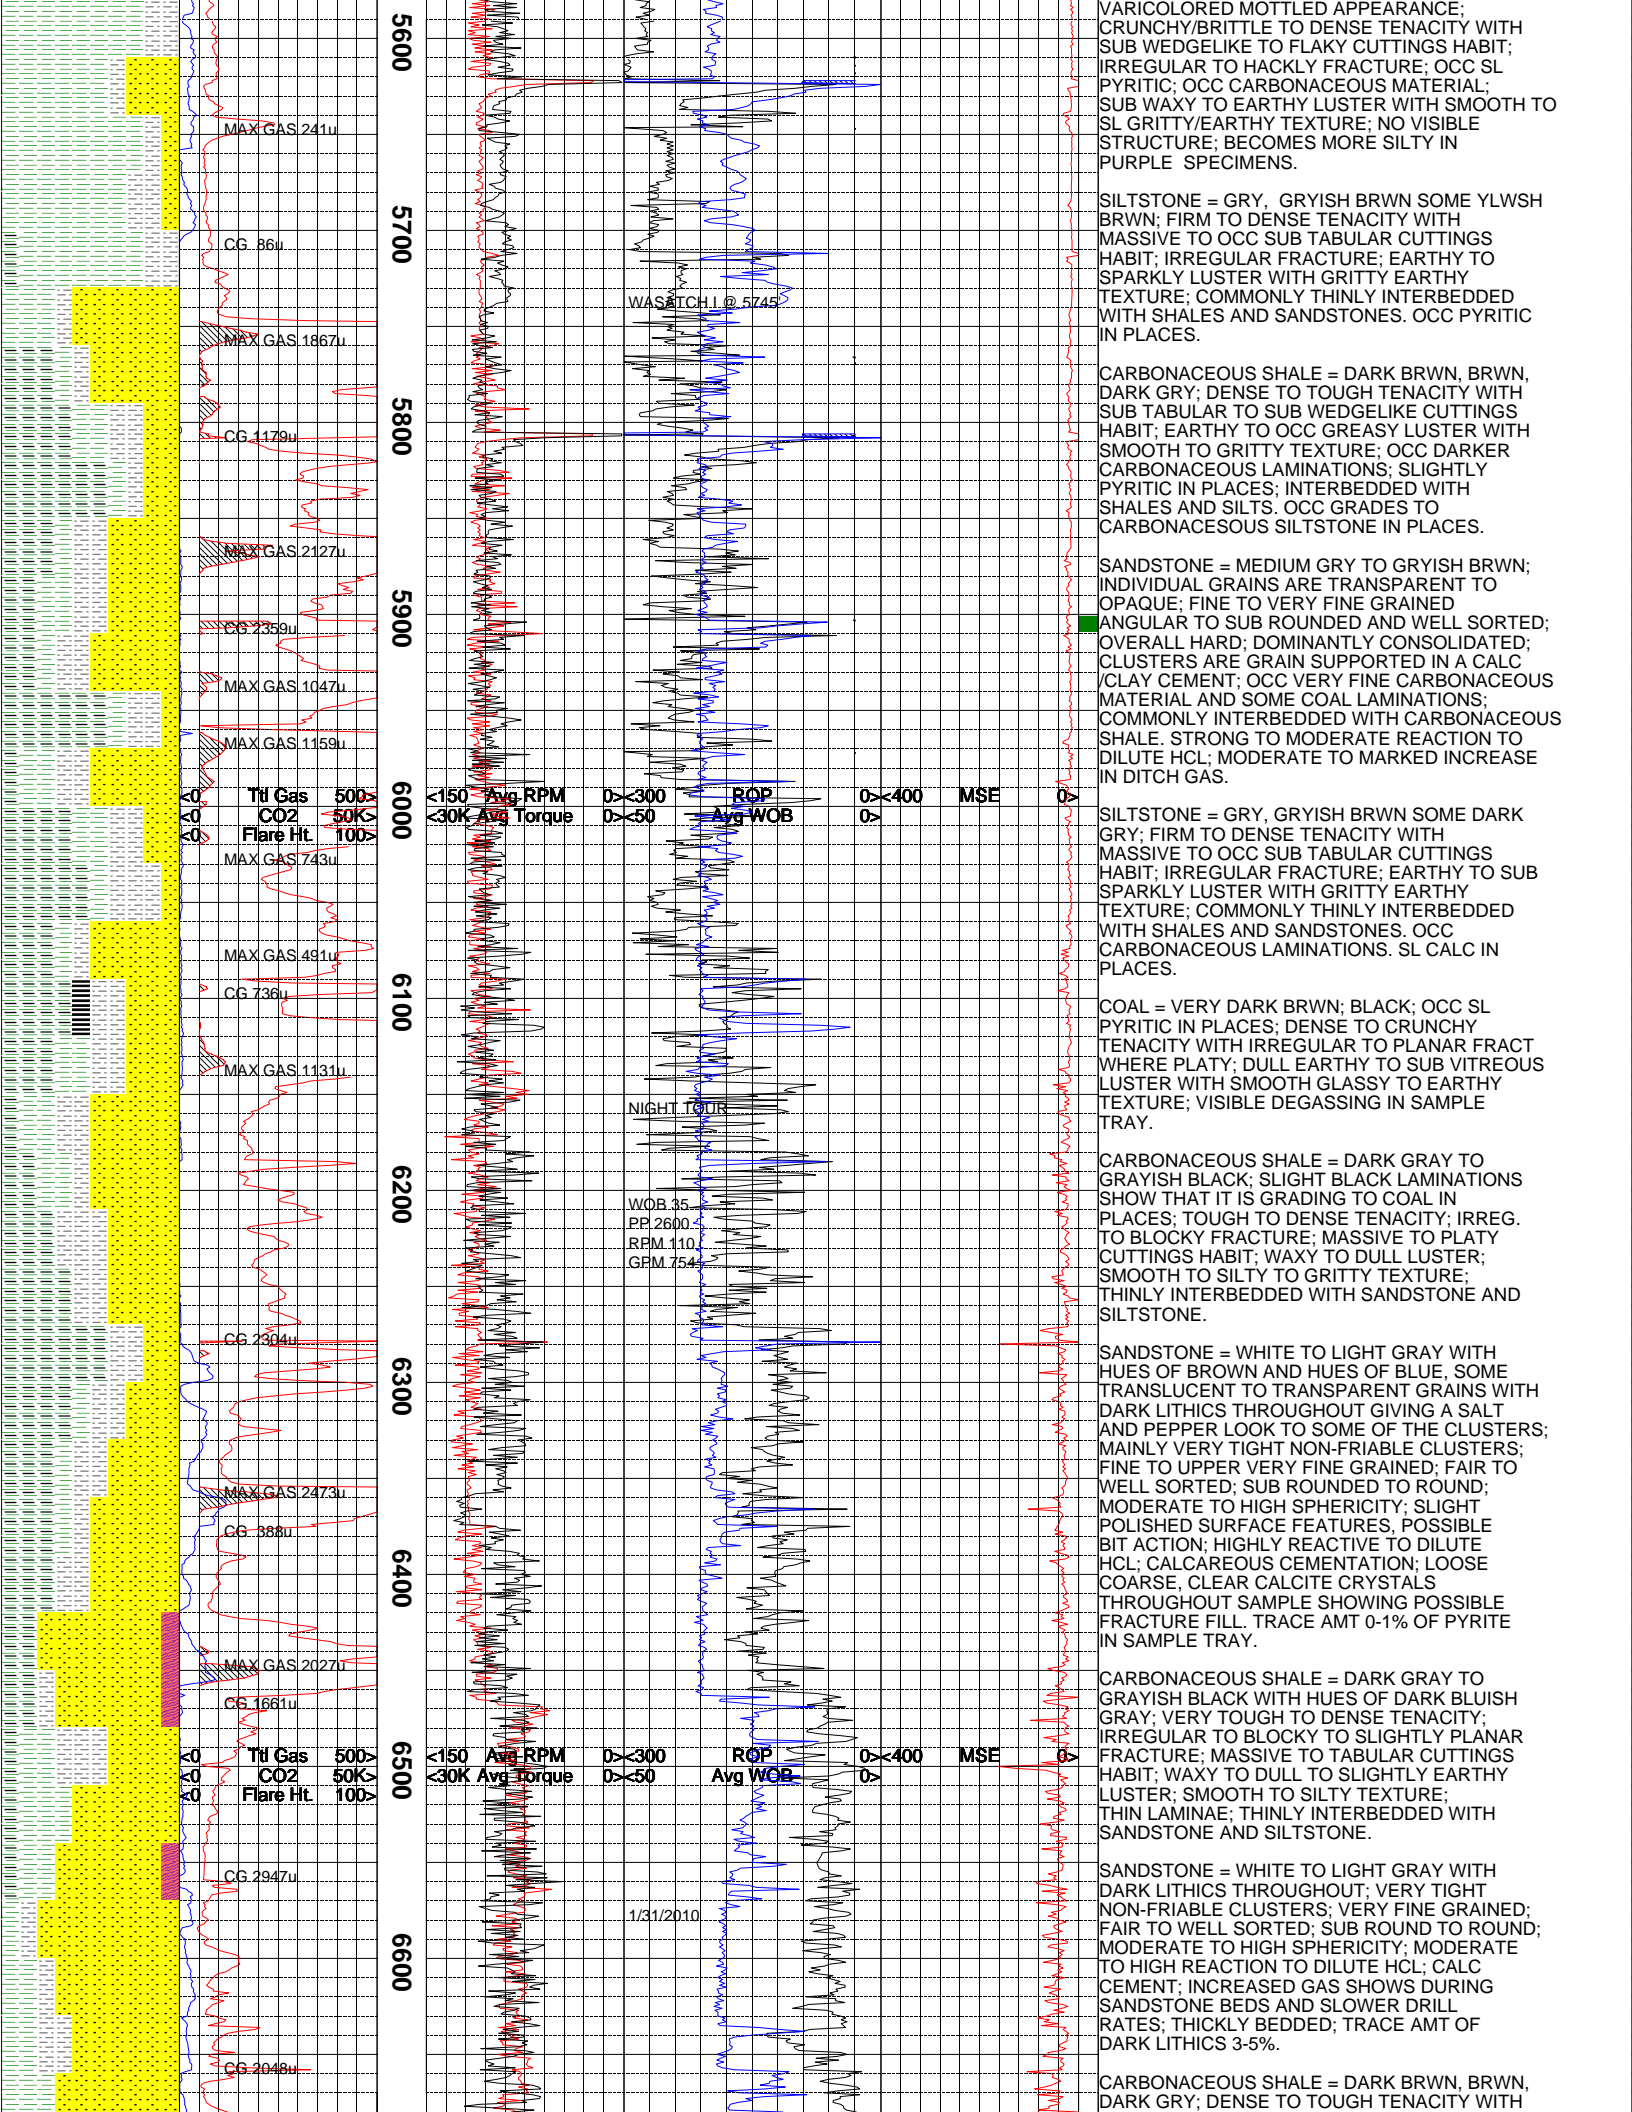 VARICOLORED MOTTLED APPEARANCE;
CRUNCHY/BRITTLE TO DENSE TENACITY WITH
SUB WEDGELIKE TO FLAKY CUTTINGS HABIT;
IRREGULAR TO HACKLY FRACTURE; OCC SL
PYRITIC; OCC CARBONACEOUS MATERIAL;
SUB WAXY TO EARTHY LUSTER WITH SMOOTH TO
SL GRITTY/EARTHY TEXTURE; NO VISIBLE
STRUCTURE; BECOMES MORE SILTY IN
PURPLE SPECIMENS.
SILTSTONE = GRY, GRYISH BRWN SOME YLWSH
BRWN; FIRM TO DENSE TENACITY WITH
MASSIVE TO OCC SUB TABULAR CUTTINGS
HABIT; IRREGULAR FRACTURE; EARTHY TO
SPARKLY LUSTER WITH GRITTY EARTHY
TEXTURE; COMMONLY THINLY INTERBEDDED
WITH SHALES AND SANDSTONES. OCC PYRITIC
IN PLACES.
CARBONACEOUS SHALE = DARK BRWN, BRWN,
DARK GRY; DENSE TO TOUGH TENACITY WITH
SUB TABULAR TO SUB WEDGELIKE CUTTINGS
HABIT; EARTHY TO OCC GREASY LUSTER WITH
SMOOTH TO GRITTY TEXTURE; OCC DARKER
CARBONACEOUS LAMINATIONS; SLIGHTLY
PYRITIC IN PLACES; INTERBEDDED WITH
SHALES AND SILTS. OCC GRADES TO
CARBONACESOUS SILTSTONE IN PLACES.
SANDSTONE = MEDIUM GRY TO GRYISH BRWN;
INDIVIDUAL GRAINS ARE TRANSPARENT TO
OPAQUE; FINE TO VERY FINE GRAINED
ANGULAR TO SUB ROUNDED AND WELL SORTED;
OVERALL HARD; DOMINANTLY CONSOLIDATED;
CLUSTERS ARE GRAIN SUPPORTED IN A CALC
/CLAY CEMENT; OCC VERY FINE CARBONACEOUS
MATERIAL AND SOME COAL LAMINATIONS;
COMMONLY INTERBEDDED WITH CARBONACEOUS
SHALE. STRONG TO MODERATE REACTION TO
DILUTE HCL; MODERATE TO MARKED INCREASE
IN DITCH GAS.
SILTSTONE = GRY, GRYISH BRWN SOME DARK
GRY; FIRM TO DENSE TENACITY WITH
MASSIVE TO OCC SUB TABULAR CUTTINGS
HABIT; IRREGULAR FRACTURE; EARTHY TO SUB
SPARKLY LUSTER WITH GRITTY EARTHY
TEXTURE; COMMONLY THINLY INTERBEDDED
WITH SHALES AND SANDSTONES. OCC
CARBONACEOUS LAMINATIONS. SL CALC IN
PLACES.
COAL = VERY DARK BRWN; BLACK; OCC SL
PYRITIC IN PLACES; DENSE TO CRUNCHY
TENACITY WITH IRREGULAR TO PLANAR FRACT
WHERE PLATY; DULL EARTHY TO SUB VITREOUS
LUSTER WITH SMOOTH GLASSY TO EARTHY
TEXTURE; VISIBLE DEGASSING IN SAMPLE
TRAY.
CARBONACEOUS SHALE = DARK GRAY TO
GRAYISH BLACK; SLIGHT BLACK LAMINATIONS
SHOW THAT IT IS GRADING TO COAL IN
PLACES; TOUGH TO DENSE TENACITY; IRREG.
TO BLOCKY FRACTURE; MASSIVE TO PLATY
CUTTINGS HABIT; WAXY TO DULL LUSTER;
SMOOTH TO SILTY TO GRITTY TEXTURE;
THINLY INTERBEDDED WITH SANDSTONE AND
SILTSTONE.
SANDSTONE = WHITE TO LIGHT GRAY WITH
HUES OF BROWN AND HUES OF BLUE, SOME
TRANSLUCENT TO TRANSPARENT GRAINS WITH
DARK LITHICS THROUGHOUT GIVING A SALT
AND PEPPER LOOK TO SOME OF THE CLUSTERS;
MAINLY VERY TIGHT NON-FRIABLE CLUSTERS;
FINE TO UPPER VERY FINE GRAINED; FAIR TO
WELL SORTED; SUB ROUNDED TO ROUND;
MODERATE TO HIGH SPHERICITY; SLIGHT
POLISHED SURFACE FEATURES, POSSIBLE
BIT ACTION; HIGHLY REACTIVE TO DILUTE
HCL; CALCAREOUS CEMENTATION; LOOSE
COARSE, CLEAR CALCITE CRYSTALS
THROUGHOUT SAMPLE SHOWING POSSIBLE
FRACTURE FILL. TRACE AMT 0-1% OF PYRITE
IN SAMPLE TRAY.
CARBONACEOUS SHALE = DARK GRAY TO
GRAYISH BLACK WITH HUES OF DARK BLUISH
GRAY; VERY TOUGH TO DENSE TENACITY;
IRREGULAR TO BLOCKY TO SLIGHTLY PLANAR
FRACTURE; MASSIVE TO TABULAR CUTTINGS
HABIT; WAXY TO DULL TO SLIGHTLY EARTHY
LUSTER; SMOOTH TO SILTY TEXTURE;
THIN LAMINAE; THINLY INTERBEDDED WITH
SANDSTONE AND SILTSTONE.
SANDSTONE = WHITE TO LIGHT GRAY WITH
DARK LITHICS THROUGHOUT; VERY TIGHT
NON-FRIABLE CLUSTERS; VERY FINE GRAINED;
FAIR TO WELL SORTED; SUB ROUND TO ROUND;
MODERATE TO HIGH SPHERICITY; MODERATE
TO HIGH REACTION TO DILUTE HCL; CALC
CEMENT; INCREASED GAS SHOWS DURING
SANDSTONE BEDS AND SLOWER DRILL
RATES; THICKLY BEDDED; TRACE AMT OF
DARK LITHICS 3-5%.
CARBONACEOUS SHALE = DARK BRWN, BRWN,
DARK GRY; DENSE TO TOUGH TENACITY WITH
5600
MAX GAS 241u
5700
CG 86u
WASATCH I @ 5745'
MAX GAS 1867u
5800
CG 1179u
MAX GAS 2127u
5900
CG 2359u
MAX GAS 1047u
MAX GAS 1159u
<0 Ttl Gas 500> <150 Avg RPM 0> <300 ROP 0> <400 MSE 0>
<0 CO2 50K> <30K Avg Torque 0> <50 Avg WOB 0>
<0 Flare Ht. 100>
6000
MAX GAS 743u
MAX GAS 491u
CG 736u
6100
MAX GAS 1131u
NIGHT TOUR
6200
WOB 35
PP 2600
RPM 110
GPM 754
CG 2304u
6300
MAX GAS 2473u
CG 388u
6400
MAX GAS 2027u
CG 1661u
<0 Ttl Gas 500> <150 Avg RPM 0> <300 ROP 0> <400 MSE 0>
<0 CO2 50K> <30K Avg Torque 0> <50 Avg WOB 0>
<0 Flare Ht. 100>
6500
CG 2947u
1/31/2010
6600
CG 2048u